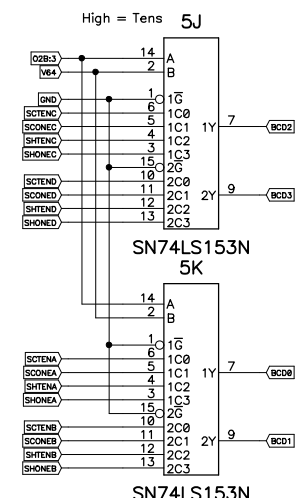 High = Tens 5J
O2B:3 14 A
V64 2 B
GND 1 1G
SCTENC 6 1C0
SCONEC 5 1C1 1Y 7 BCD2
SHTENC 4 1C2
SHONEC 3 1C3
15 2G
SCTEND 10 2C0
SCONED 11 2C1 2Y 9 BCD3
SHTEND 12 2C2
SHONED 13 2C3
SN74LS153N
5K
14 A
2 B
1 1G
SCTENA 6 1C0
SCONEA 5 1C1 1Y 7 BCD0
SHTENA 4 1C2
SHONEA 3 1C3
15 2G
SCTENB 10 2C0
SCONEB 11 2C1 2Y 9 BCD1
SHTENB 12 2C2
SHONEB 13 2C3
SN74LS153N